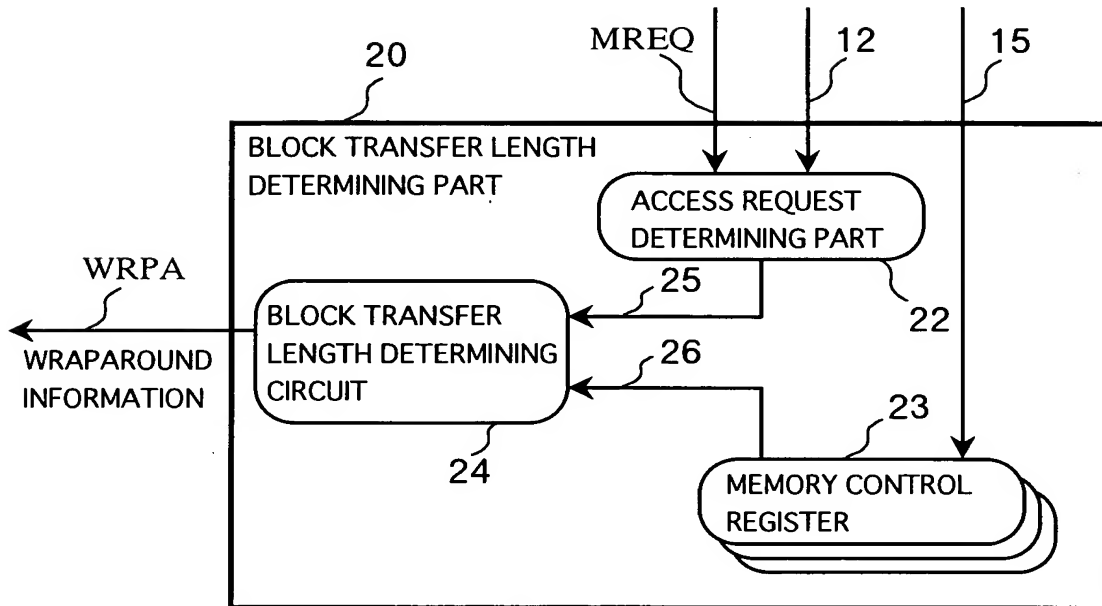 MREQ
12
15
20
BLOCK TRANSFER LENGTH
DETERMINING PART
ACCESS REQUEST
DETERMINING PART
22
WRPA
WRAPAROUND
INFORMATION
25
BLOCK TRANSFER
LENGTH DETERMINING
CIRCUIT
24
26
23
MEMORY CONTROL
REGISTER